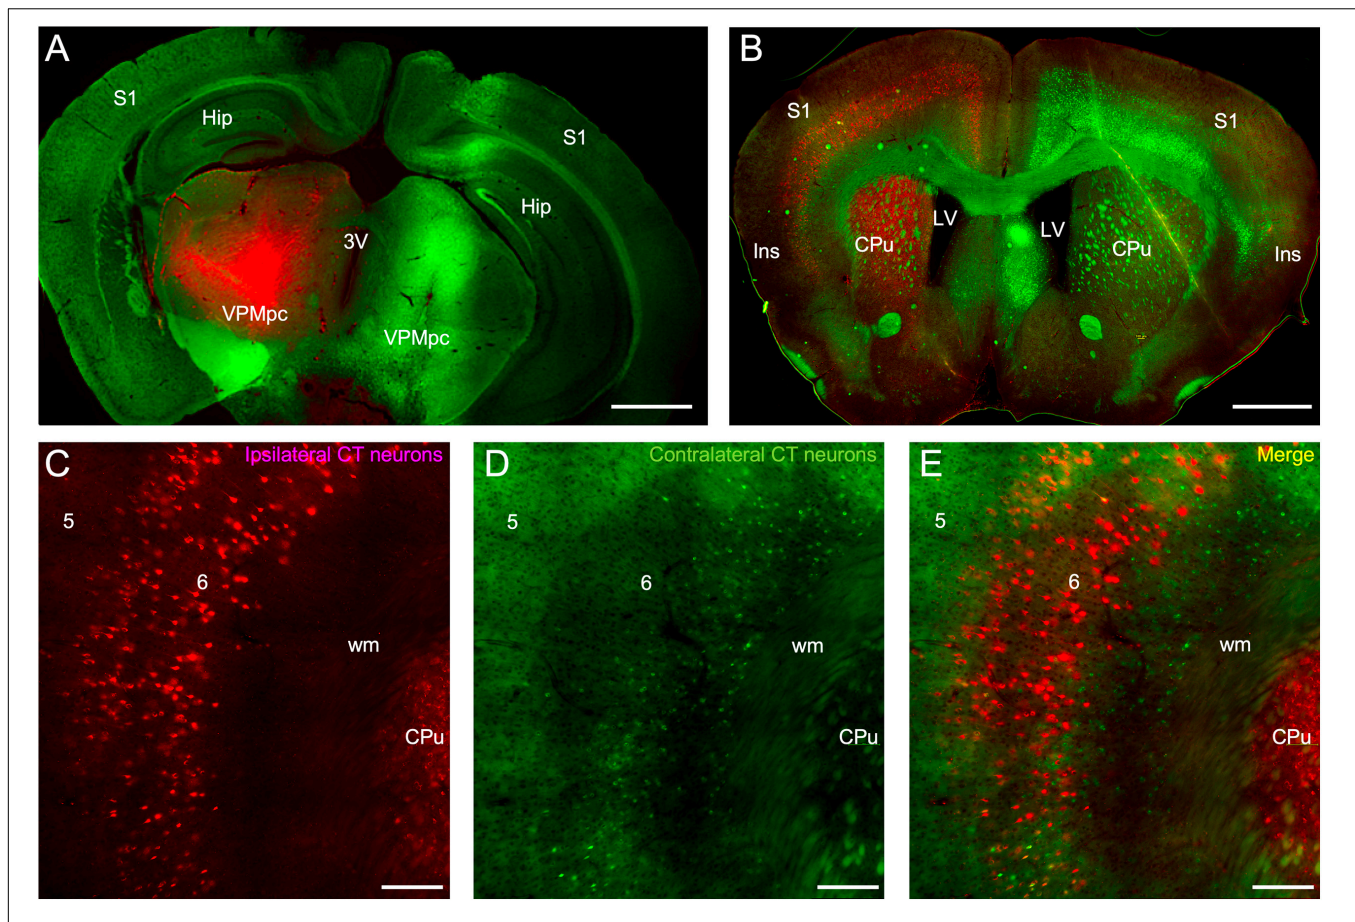 A
S1
Hip
S1
Hip
3V
VPMpc
VPMpc
B
S1
S1
LV
LV
CPu
CPu
Ins
Ins
C
Ipsilateral CT neurons
5
6
wm
CPu
D
Contralateral CT neurons
5
6
wm
CPu
E
Merge
5
6
wm
CPu